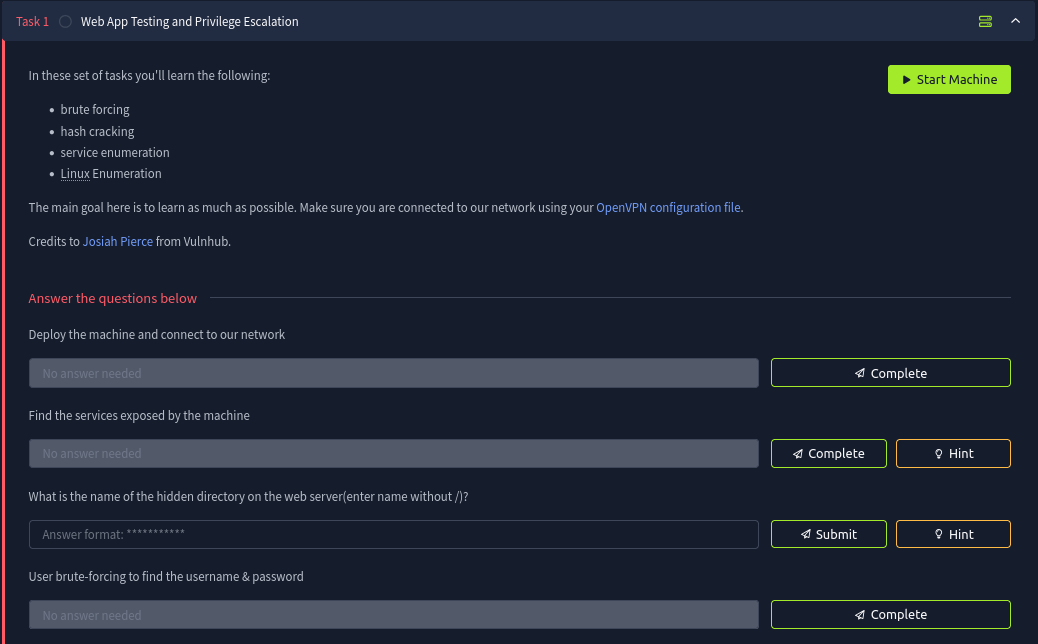 Task 1 Web App Testing and Privilege Escalation
In these set of tasks you'll learn the following:
Start Machine
brute forcing
hash cracking
service enumeration
Linux Enumeration
The main goal here is to learn as much as possible. Make sure you are connected to our network using your OpenVPN configuration file.
Credits to Josiah Pierce from Vulnhub.
Answer the questions below
Deploy the machine and connect to our network
No answer needed Complete
Find the services exposed by the machine
No answer needed Complete Hint
What is the name of the hidden directory on the web server(enter name without /)?
Answer format: *********** Submit Hint
User brute-forcing to find the username & password
No answer needed Complete